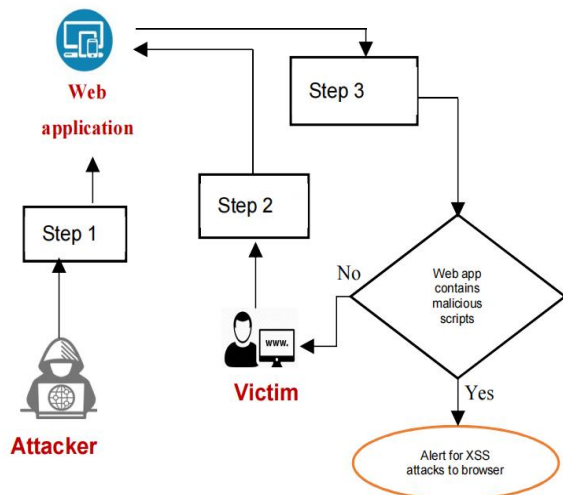 Web
application
Step 3
Step 2
Step 1
No
Web app
contains
malicious
scripts
www.
Victim
Yes
Attacker
Alert for XSS
attacks to browser